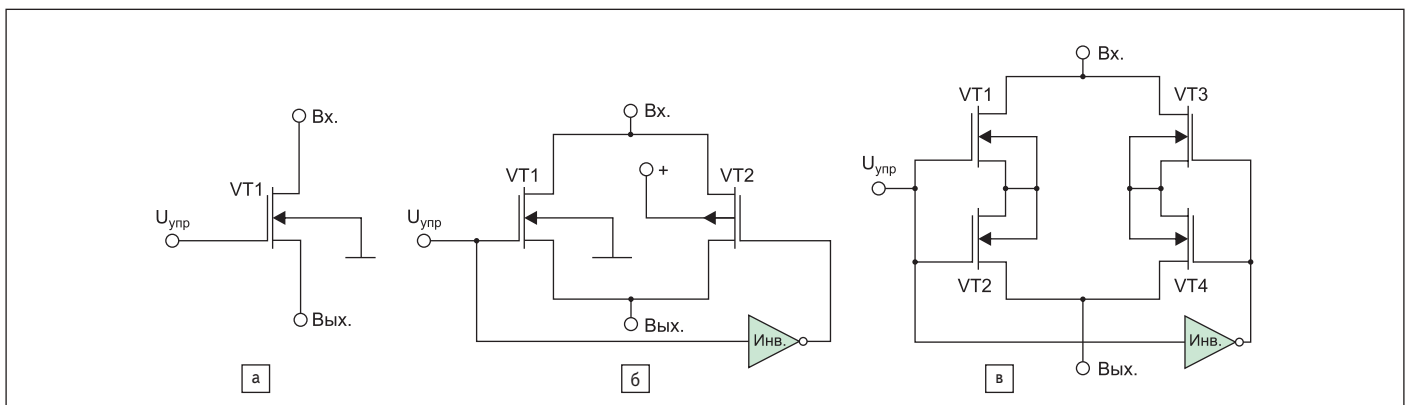 Вх.
VT1
Uупр
Вых.
а
Вх.
+
VT1
VT2
Uупр
Вых.
Инв.
б
Вх.
VT1
VT3
Uупр
VT2
VT4
Инв.
Вых.
в